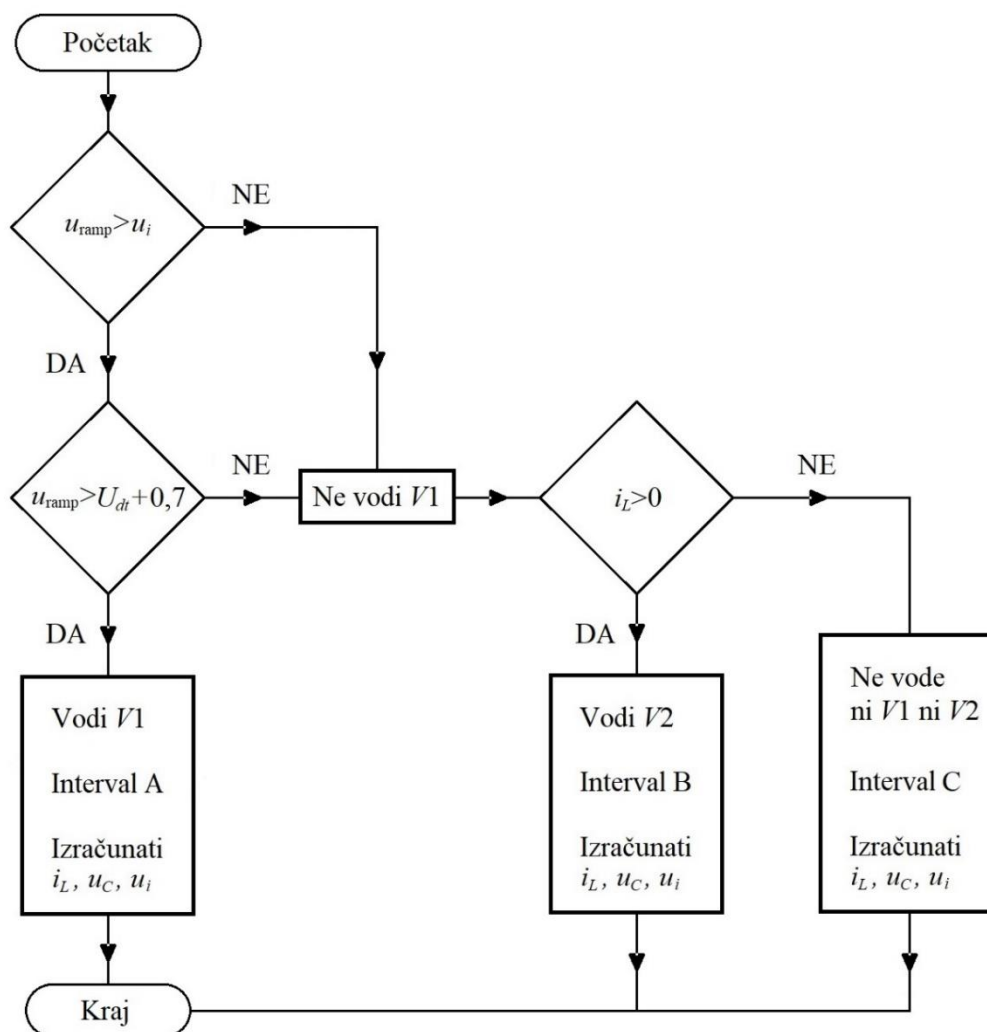 Početak
u_ramp>u_i
NE
DA
u_ramp>U_dt+0,7
NE
Ne vodi V1
i_L>0
NE
DA
Vodi V1
Interval A
Izračunati
i_L, u_C, u_i
DA
Vodi V2
Interval B
Izračunati
i_L, u_C, u_i
Ne vode
ni V1 ni V2
Interval C
Izračunati
i_L, u_C, u_i
Kraj